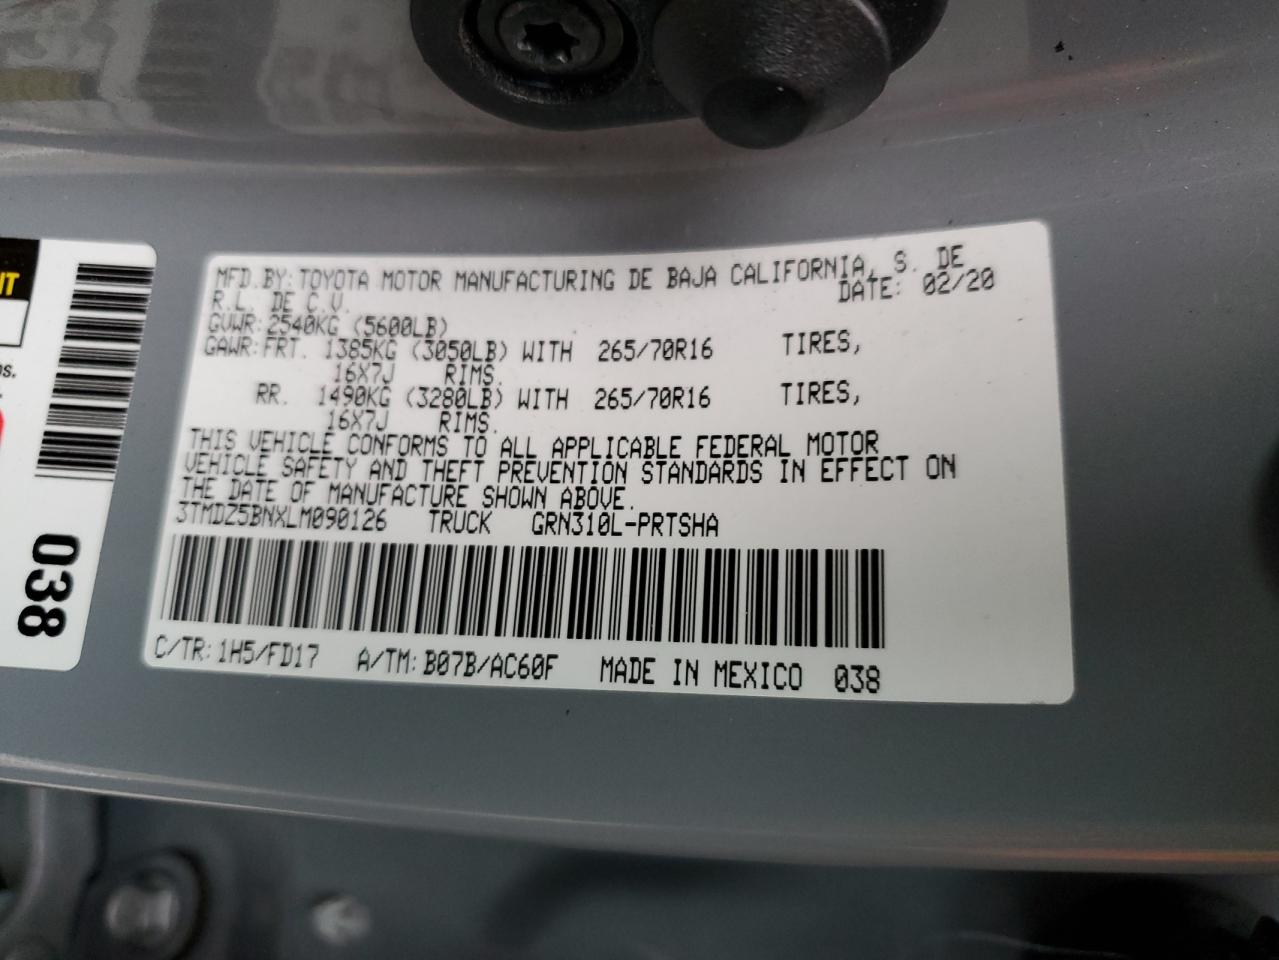 MFD.BY:TOYOTA MOTOR MANUFACTURING DE BAJA CALIFORNIA, S. DE
R.L. DE C.V. DATE: 02/20
GVWR:2540KG (5600LB)
GAWR:FRT. 1385KG (3050LB) WITH 265/70R16 TIRES,
16X7J RIMS.
RR. 1490KG (3280LB) WITH 265/70R16 TIRES,
16X7J RIMS.
THIS VEHICLE CONFORMS TO ALL APPLICABLE FEDERAL MOTOR
VEHICLE SAFETY AND THEFT PREVENTION STANDARDS IN EFFECT ON
THE DATE OF MANUFACTURE SHOWN ABOVE.
3TMDZ5BNXLM090126 TRUCK GRN310L-PRTSHA
C/TR:1H5/FD17 A/TM:B07B/AC60F MADE IN MEXICO 038
038